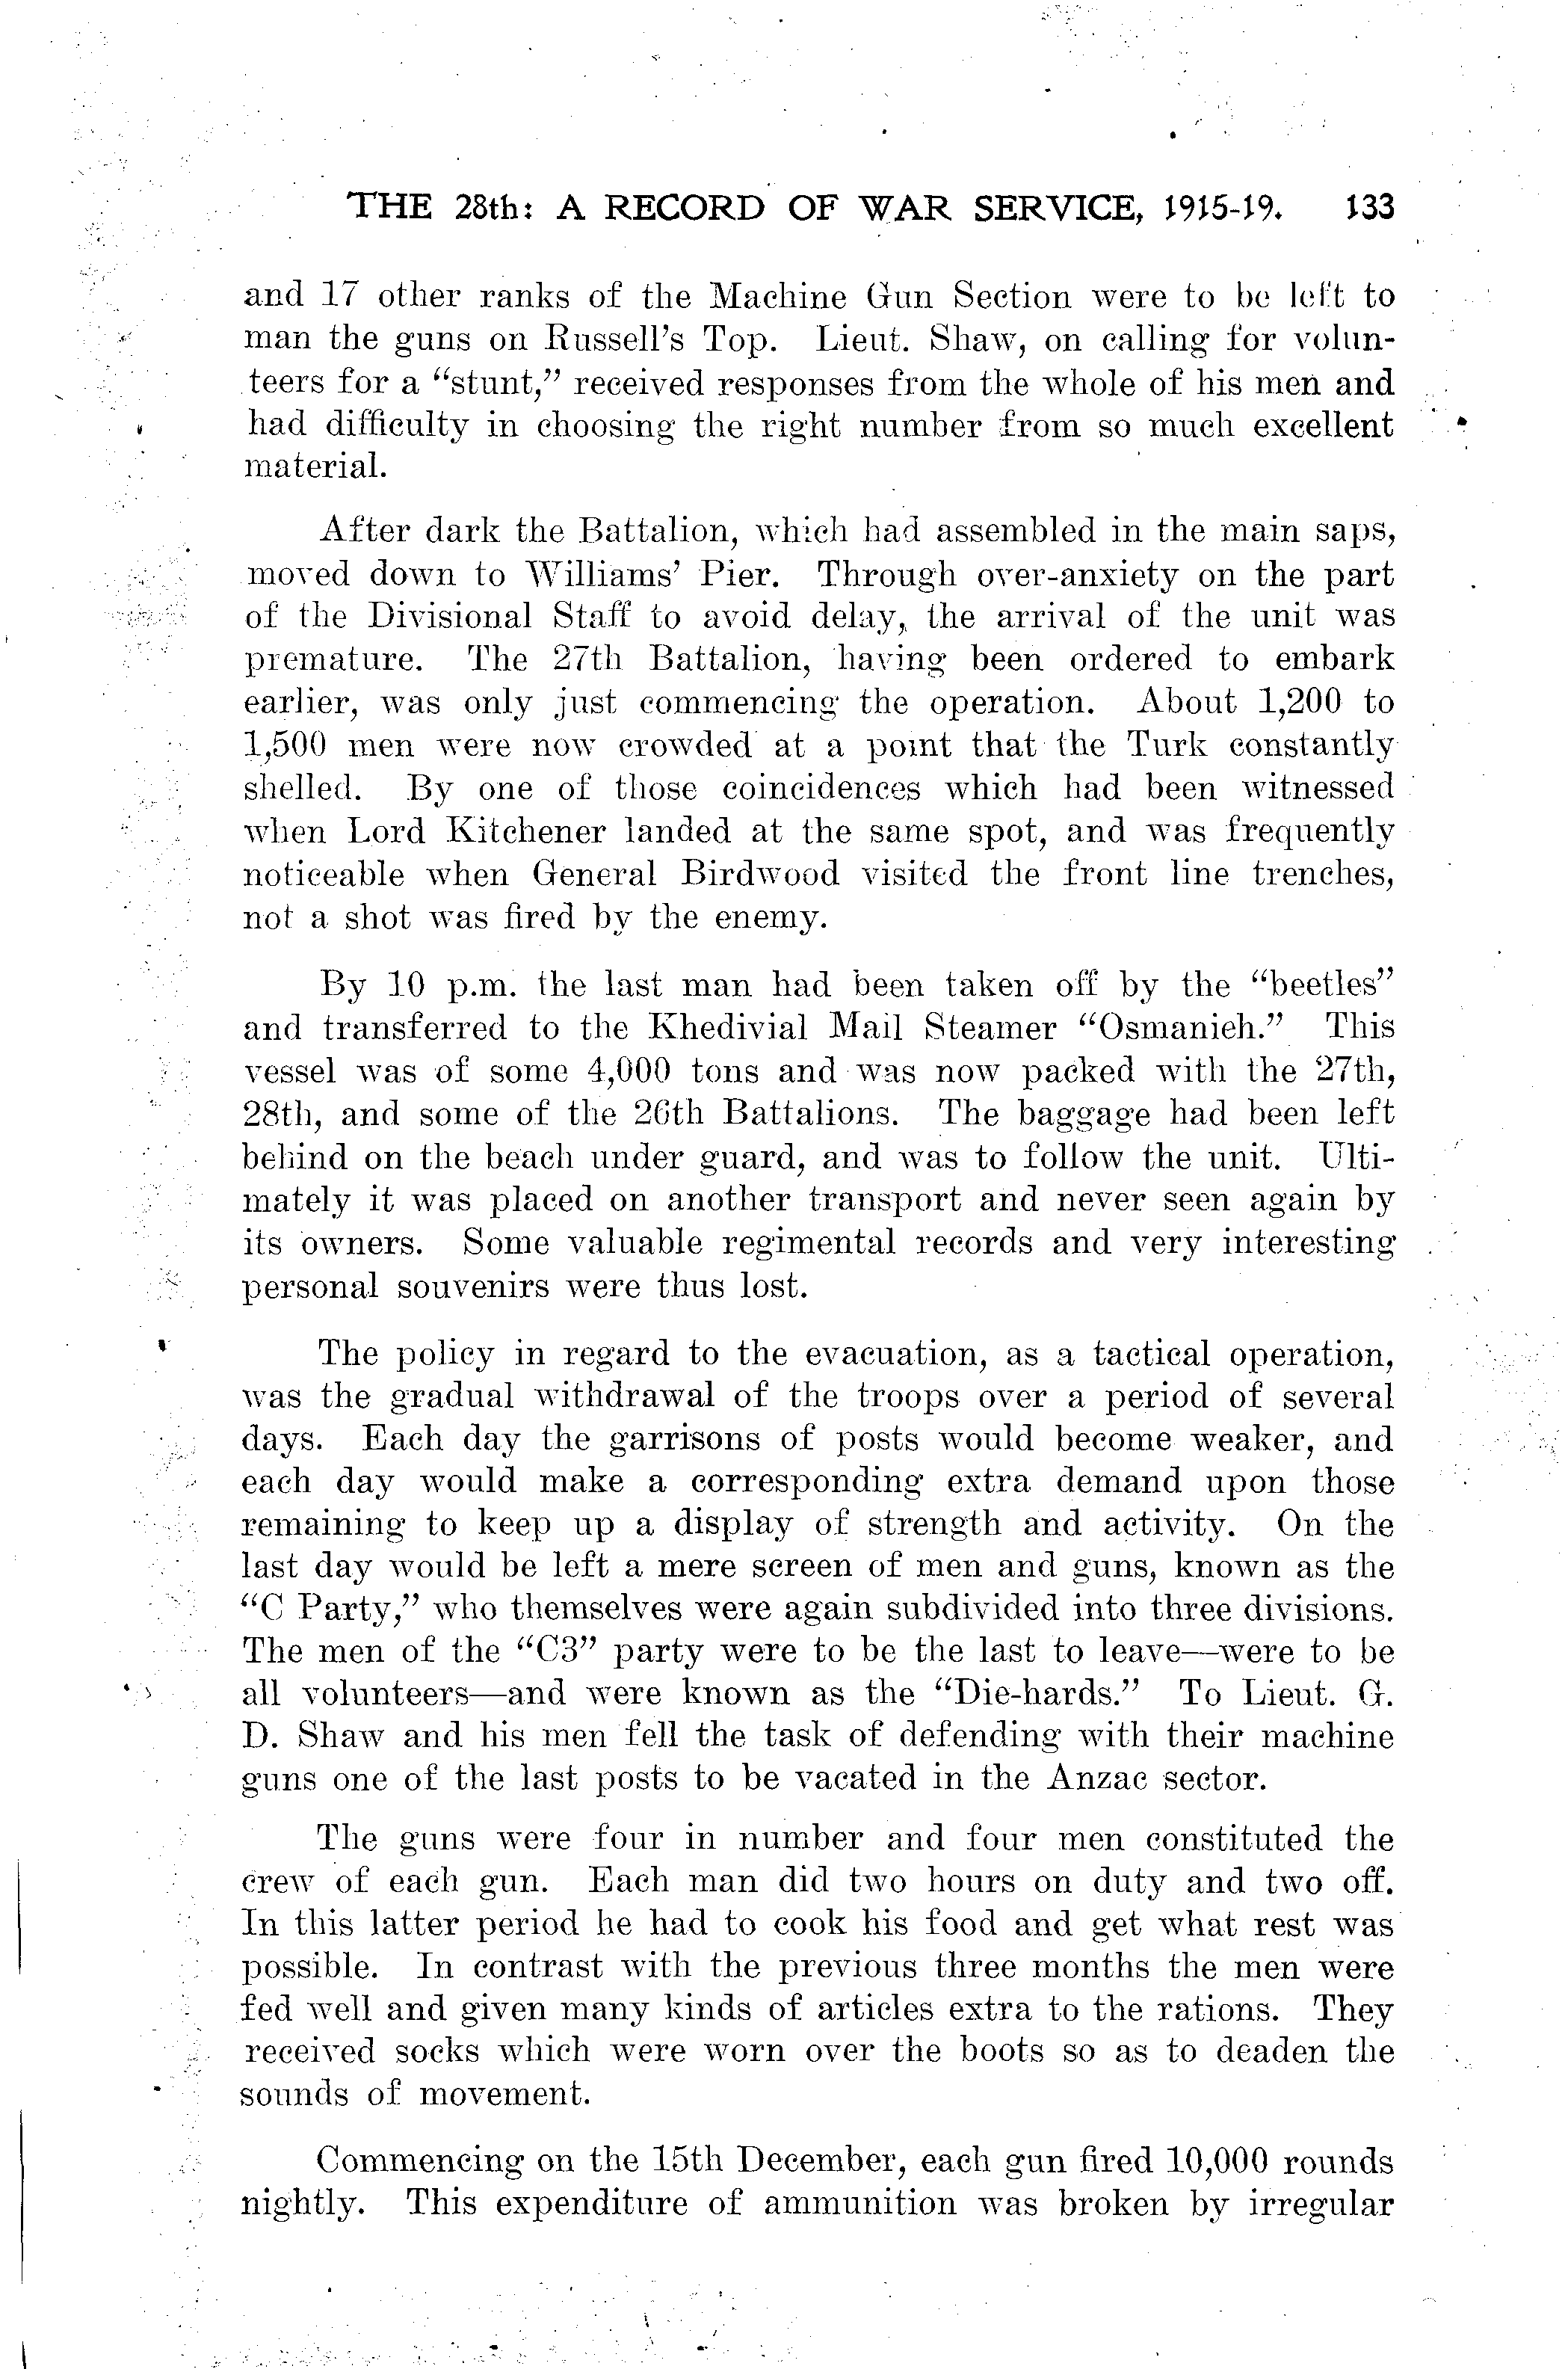 THE 28th: A RECORD OF WAR SERVICE, 1915-19. 133
and 17 other ranks of the Machine Gun Section were to be left to
man the guns on Russell's Top. Lieut. Shaw, on calling for volun-
teers for a "stunt," received responses from the whole of his men and
had difficulty in choosing the right number from so much excellent
material.
After dark the Battalion, which had assembled in the main saps,
moved down to Williams' Pier. Through over-anxiety on the part
of the Divisional Staff to avoid delay, the arrival of the unit was
premature. The 27th Battalion, having been ordered to embark
earlier, was only just commencing the operation. About 1,200 to
1,500 men were now crowded at a point that the Turk constantly
shelled. By one of those coincidences which had been witnessed
when Lord Kitchener landed at the same spot, and was frequently
noticeable when General Birdwood visited the front line trenches,
not a shot was fired by the enemy.
By 10 p.m. the last man had been taken off by the "beetles"
and transferred to the Khedivial Mail Steamer "Osmanieh." This
vessel was of some 4,000 tons and was now packed with the 27th,
28th, and some of the 26th Battalions. The baggage had been left
behind on the beach under guard, and was to follow the unit. Ulti-
mately it was placed on another transport and never seen again by
its owners. Some valuable regimental records and very interesting
personal souvenirs were thus lost.
The policy in regard to the evacuation, as a tactical operation,
was the gradual withdrawal of the troops over a period of several
days. Each day the garrisons of posts would become weaker, and
each day would make a corresponding extra demand upon those
remaining to keep up a display of strength and activity. On the
last day would be left a mere screen of men and guns, known as the
"C Party," who themselves were again subdivided into three divisions.
The men of the "C3" party were to be the last to leave—were to be
all volunteers—and were known as the "Die-hards." To Lieut. G.
D. Shaw and his men fell the task of defending with their machine
guns one of the last posts to be vacated in the Anzac sector.
The guns were four in number and four men constituted the
crew of each gun. Each man did two hours on duty and two off.
In this latter period he had to cook his food and get what rest was
possible. In contrast with the previous three months the men were
fed well and given many kinds of articles extra to the rations. They
received socks which were worn over the boots so as to deaden the
sounds of movement.
Commencing on the 15th December, each gun fired 10,000 rounds
nightly. This expenditure of ammunition was broken by irregular